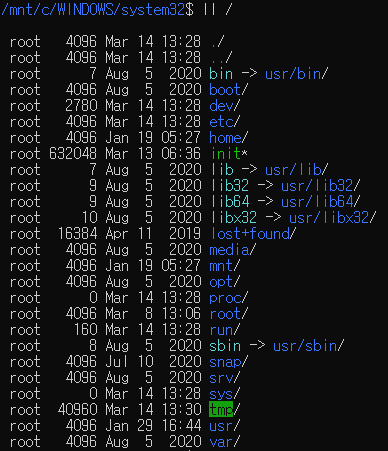 /mnt/c/WINDOWS/system32$ ll /
root 4096 Mar 14 13:28 ./
root 4096 Mar 14 13:28 ../
root 7 Aug 5 2020 bin -> usr/bin/
root 4096 Aug 5 2020 boot/
root 2780 Mar 14 13:28 dev/
root 4096 Mar 14 13:28 etc/
root 4096 Jan 19 05:27 home/
root 632048 Mar 13 06:36 init*
root 7 Aug 5 2020 lib -> usr/lib/
root 9 Aug 5 2020 lib32 -> usr/lib32/
root 9 Aug 5 2020 lib64 -> usr/lib64/
root 10 Aug 5 2020 libx32 -> usr/libx32/
root 16384 Apr 11 2019 lost+found/
root 4096 Aug 5 2020 media/
root 4096 Jan 19 05:27 mnt/
root 4096 Aug 5 2020 opt/
root 0 Mar 14 13:28 proc/
root 4096 Mar 8 13:06 root/
root 160 Mar 14 13:28 run/
root 8 Aug 5 2020 sbin -> usr/sbin/
root 4096 Jul 10 2020 snap/
root 4096 Aug 5 2020 srv/
root 0 Mar 14 13:28 sys/
root 40960 Mar 14 13:30 tmp/
root 4096 Jan 29 16:44 usr/
root 4096 Aug 5 2020 var/